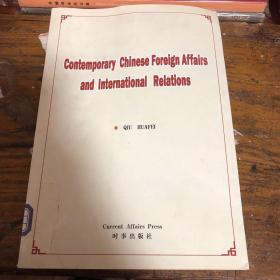 Contemporary Chinese Foreign Affairs
and International Relations
QIU HUAFEI
Current Affairs Press
时事出版社